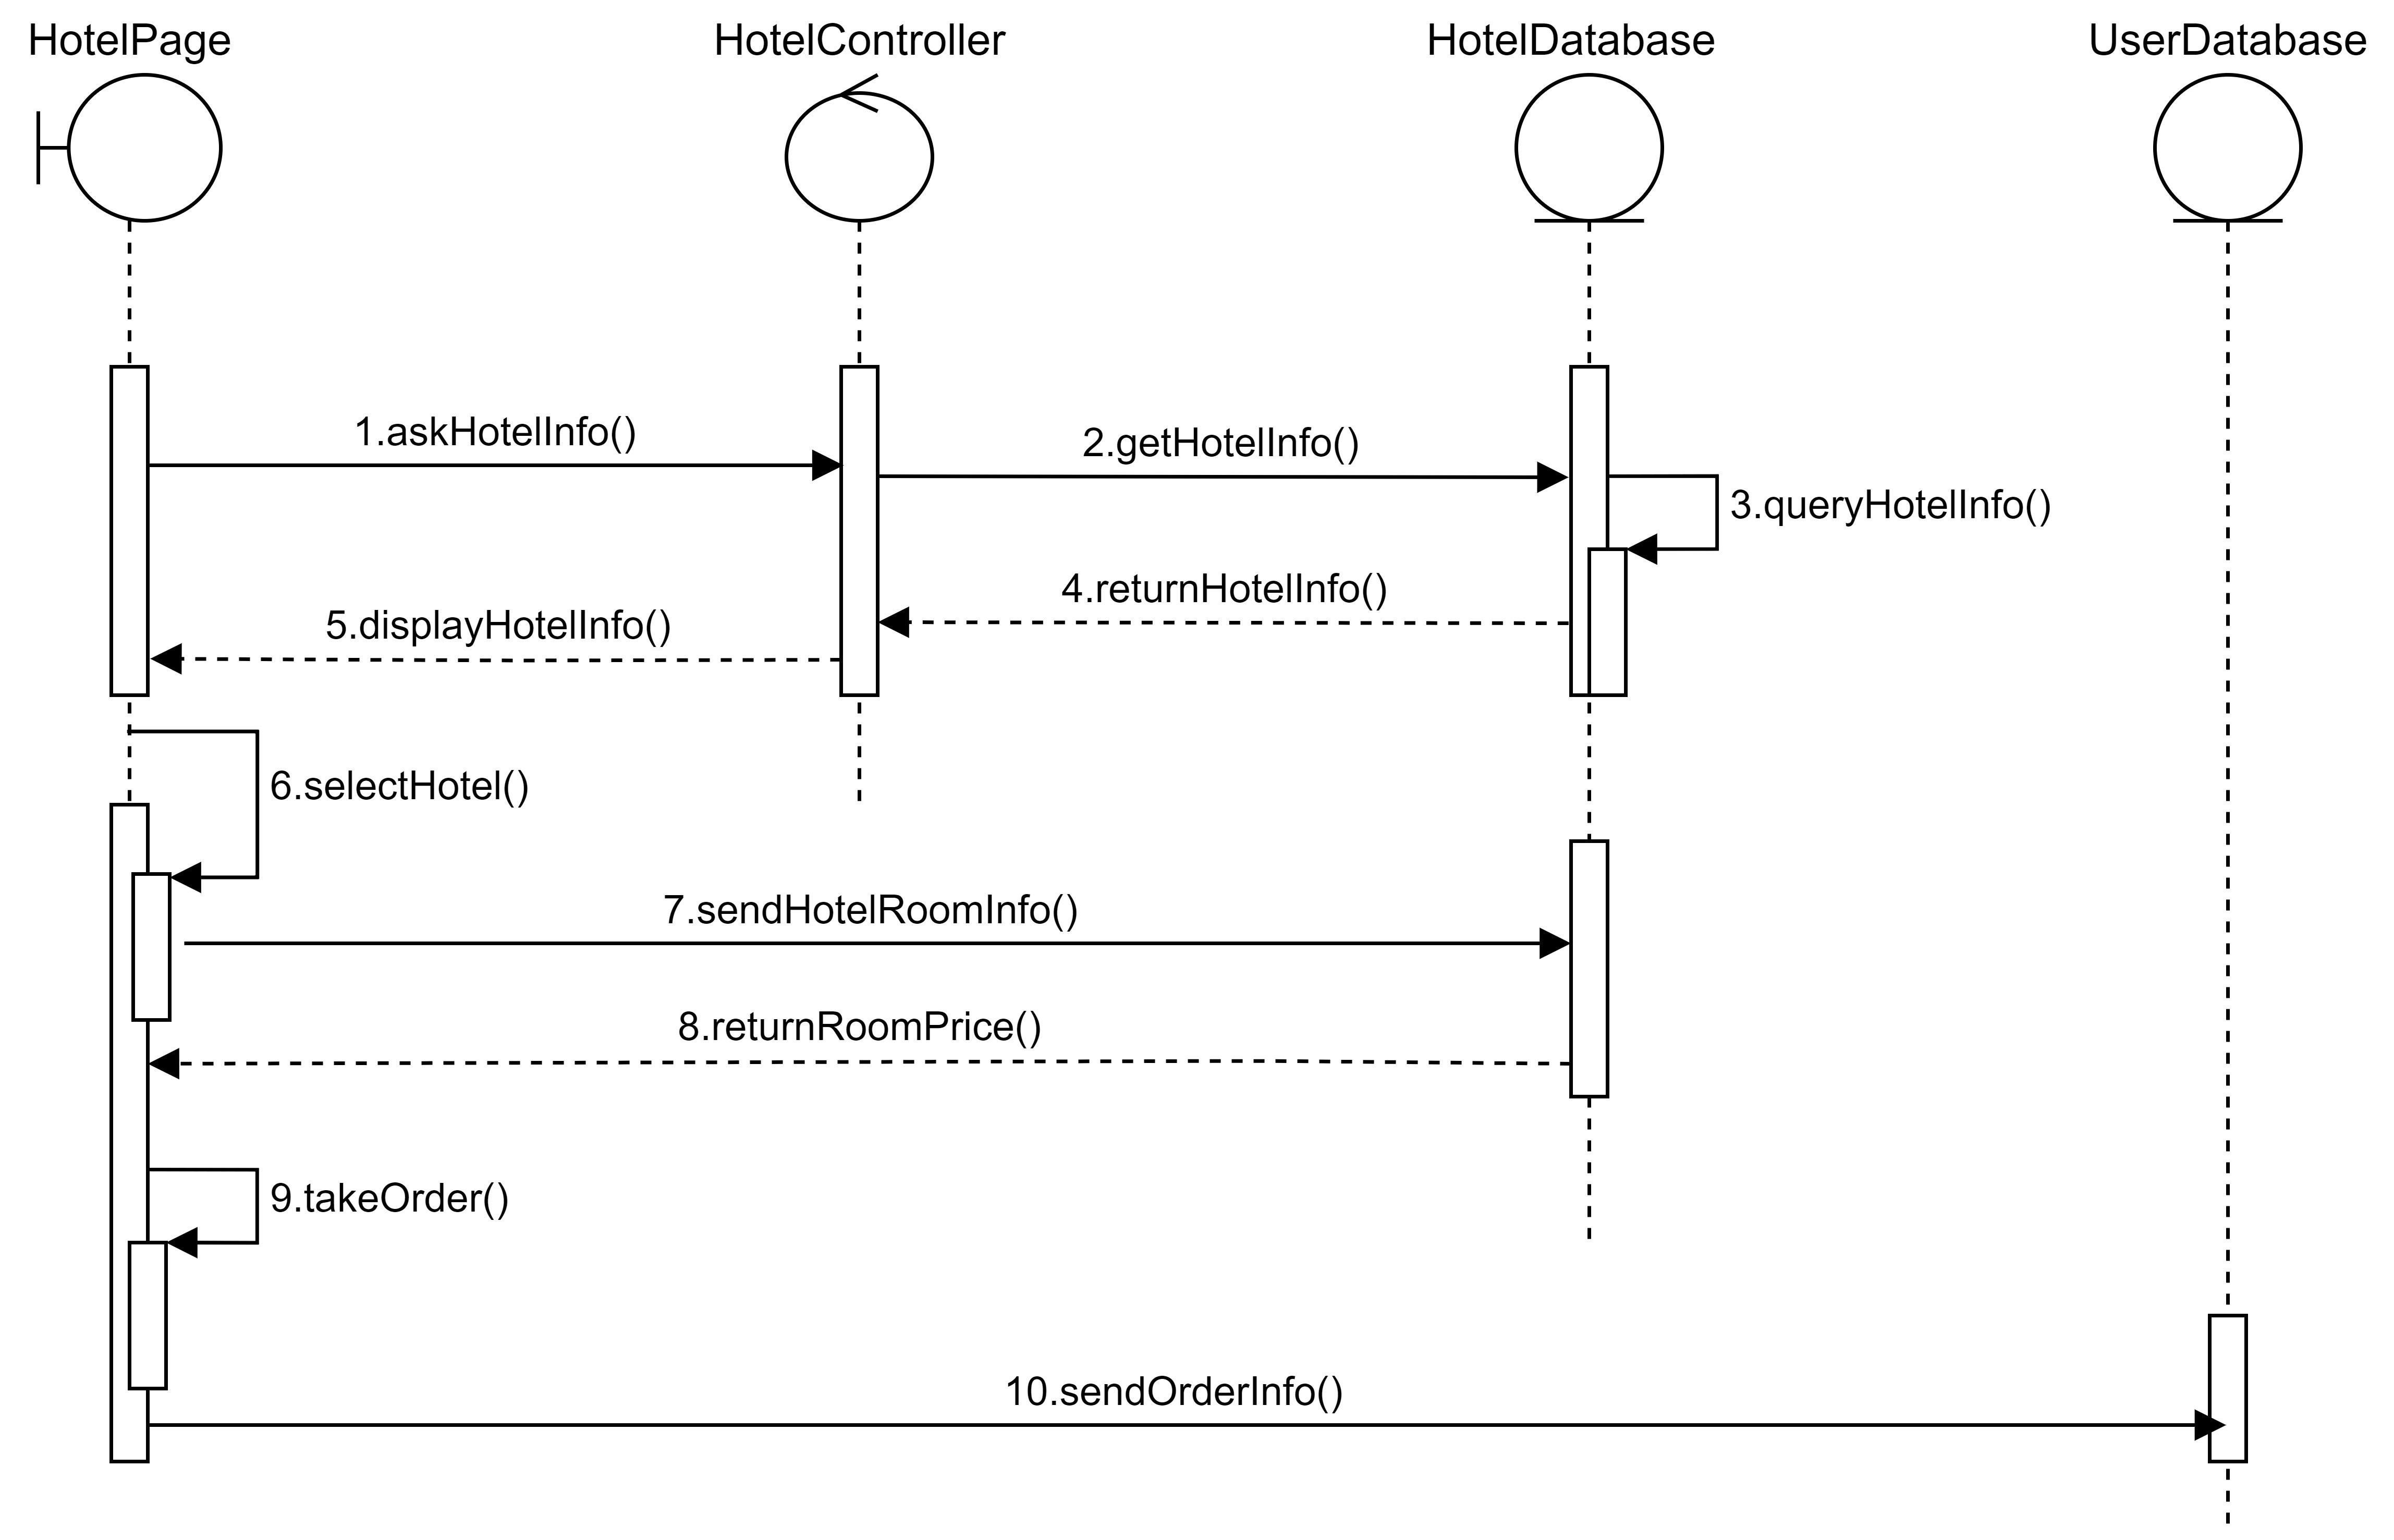 HotelPage
HotelController
HotelDatabase
UserDatabase
1.askHotelInfo()
2.getHotelInfo()
3.queryHotelInfo()
4.returnHotelInfo()
5.displayHotelInfo()
6.selectHotel()
7.sendHotelRoomInfo()
8.returnRoomPrice()
9.takeOrder()
10.sendOrderInfo()